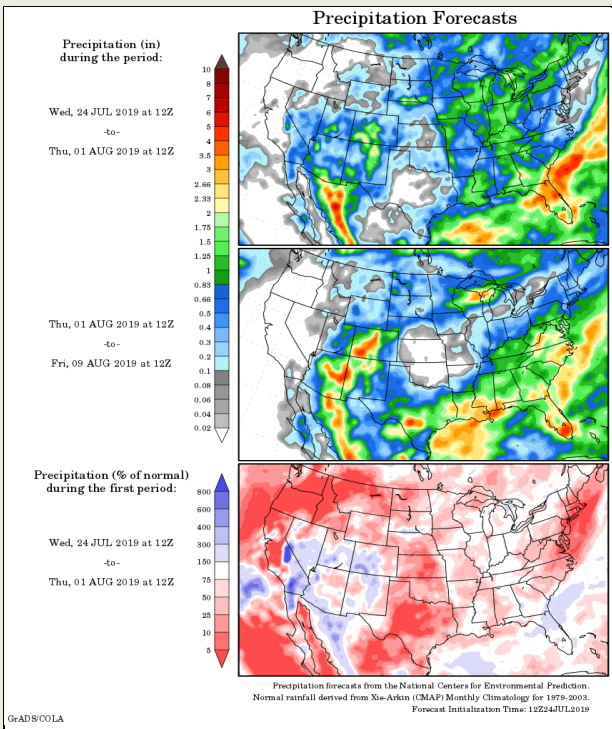 Precipitation Forecasts
Precipitation (in)
during the period:
Wed, 24 JUL 2019 at 12Z
-to-
Thu, 01 AUG 2019 at 12Z
10
8
7
6
5
4
3.5
3
2.66
2.33
2
1.75
1.5
1.25
1
0.83
0.66
0.5
0.4
0.3
0.2
0.1
0.08
0.06
0.04
0.02
Thu, 01 AUG 2019 at 12Z
-to-
Fri, 09 AUG 2019 at 12Z
Precipitation (% of normal)
during the first period:
Wed, 24 JUL 2019 at 12Z
-to-
Thu, 01 AUG 2019 at 12Z
800
600
400
300
150
75
50
25
10
5
Precipitation forecasts from the National Centers for Environmental Prediction.
Normal rainfall derived from Xie-Arkin (CMAP) Monthly Climatology for 1979-2003.
Forecast Initialization Time: 12Z24JUL2019
GrADS/COLA